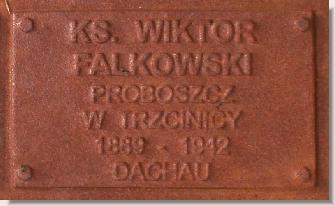 KS. WIKTOR
FALKOWSKI
PROBOSZCZ
W TRZCINICY
1889 - 1942
DACHAU